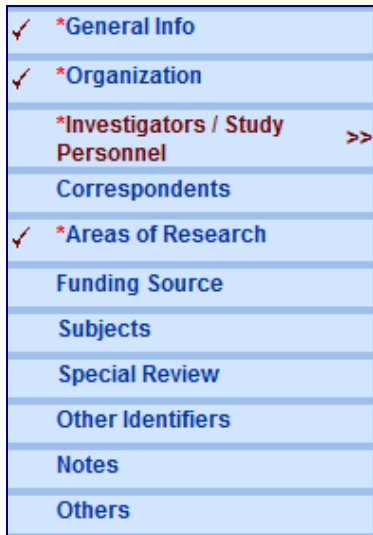 *General Info
*Organization
*Investigators / Study >>
Personnel
Correspondents
*Areas of Research
Funding Source
Subjects
Special Review
Other Identifiers
Notes
Others